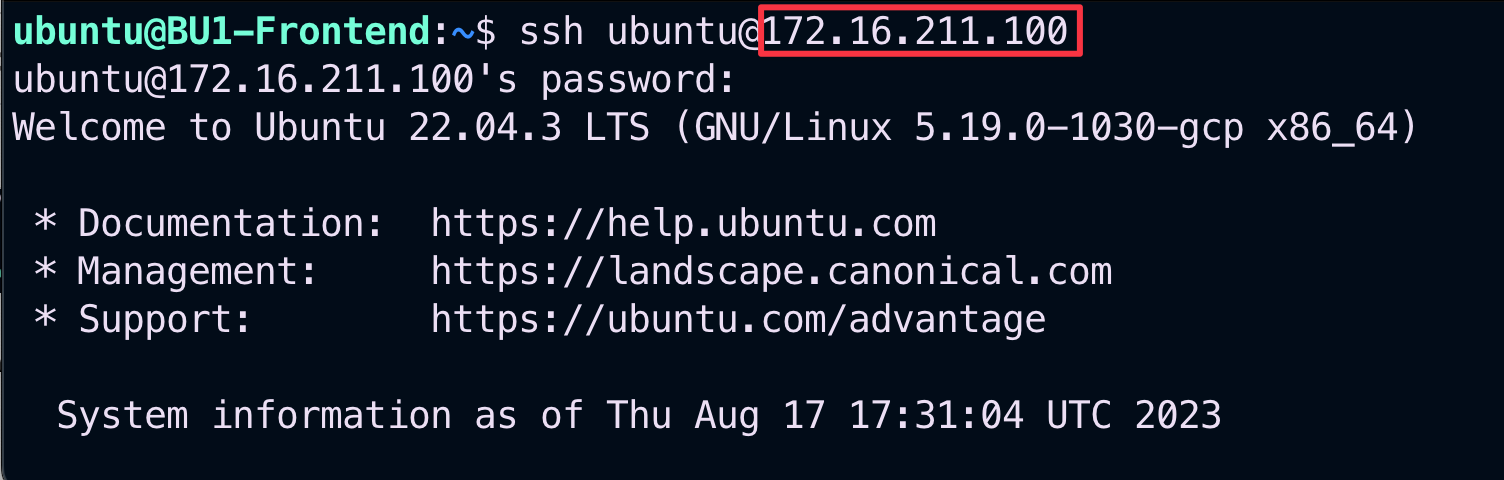 ubuntu@BU1-Frontend:~$ ssh ubuntu@172.16.211.100
ubuntu@172.16.211.100's password:
Welcome to Ubuntu 22.04.3 LTS (GNU/Linux 5.19.0-1030-gcp x86_64)
* Documentation:  https://help.ubuntu.com
* Management:     https://landscape.canonical.com
* Support:        https://ubuntu.com/advantage
System information as of Thu Aug 17 17:31:04 UTC 2023